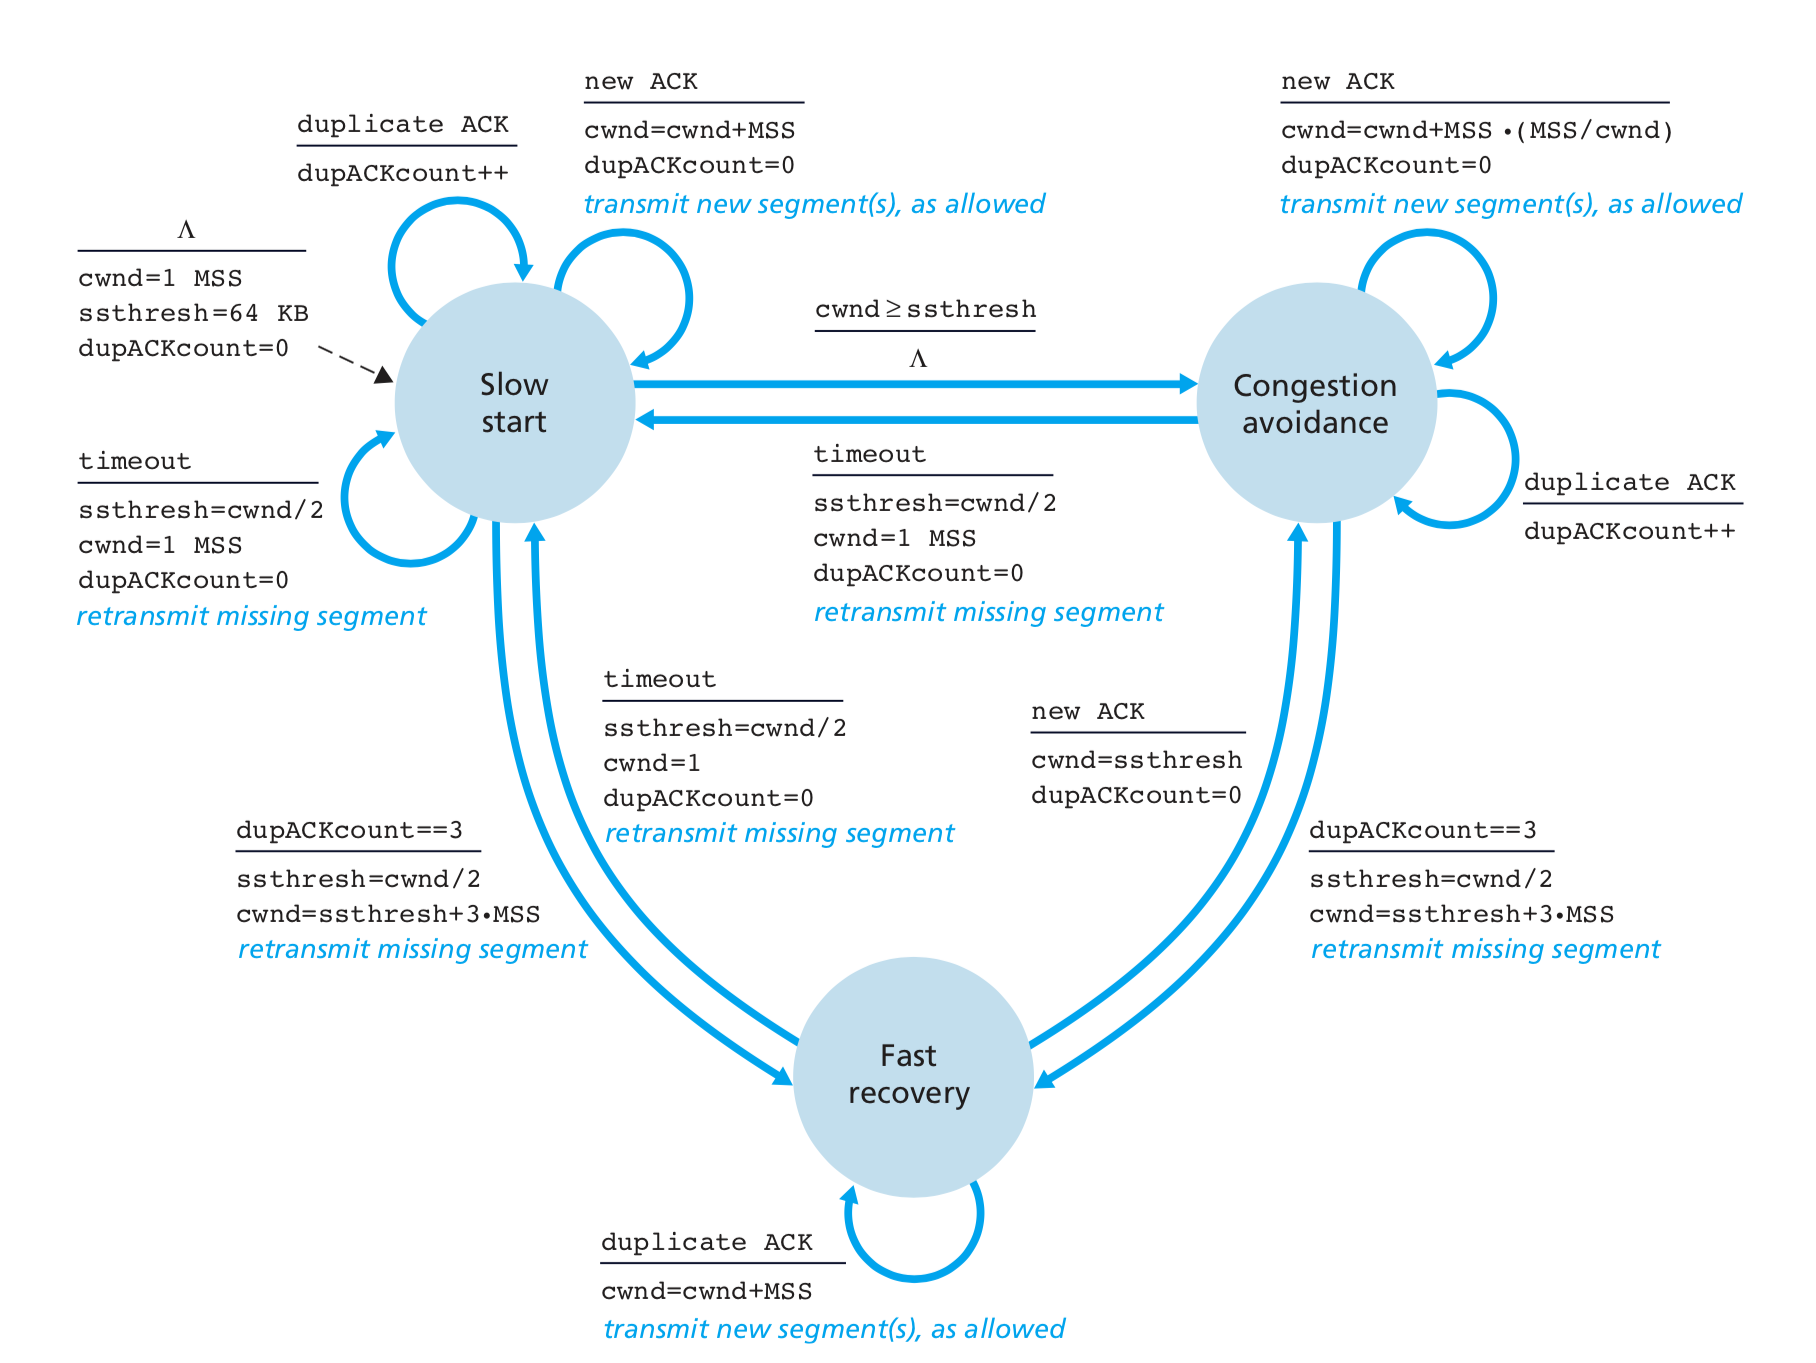 new ACK
cwnd=cwnd+MSS
dupACKcount=0
transmit new segment(s), as allowed
new ACK
cwnd=cwnd+MSS •(MSS/cwnd)
dupACKcount=0
transmit new segment(s), as allowed
duplicate ACK
dupACKcount++
Λ
cwnd=1 MSS
ssthresh=64 KB
dupACKcount=0
cwnd≥ssthresh
Λ
Slow
start
Congestion
avoidance
timeout
ssthresh=cwnd/2
cwnd=1 MSS
dupACKcount=0
retransmit missing segment
timeout
ssthresh=cwnd/2
cwnd=1 MSS
dupACKcount=0
retransmit missing segment
duplicate ACK
dupACKcount++
timeout
ssthresh=cwnd/2
cwnd=1
dupACKcount=0
retransmit missing segment
new ACK
cwnd=ssthresh
dupACKcount=0
dupACKcount==3
ssthresh=cwnd/2
cwnd=ssthresh+3•MSS
retransmit missing segment
dupACKcount==3
ssthresh=cwnd/2
cwnd=ssthresh+3•MSS
retransmit missing segment
Fast
recovery
duplicate ACK
cwnd=cwnd+MSS
transmit new segment(s), as allowed